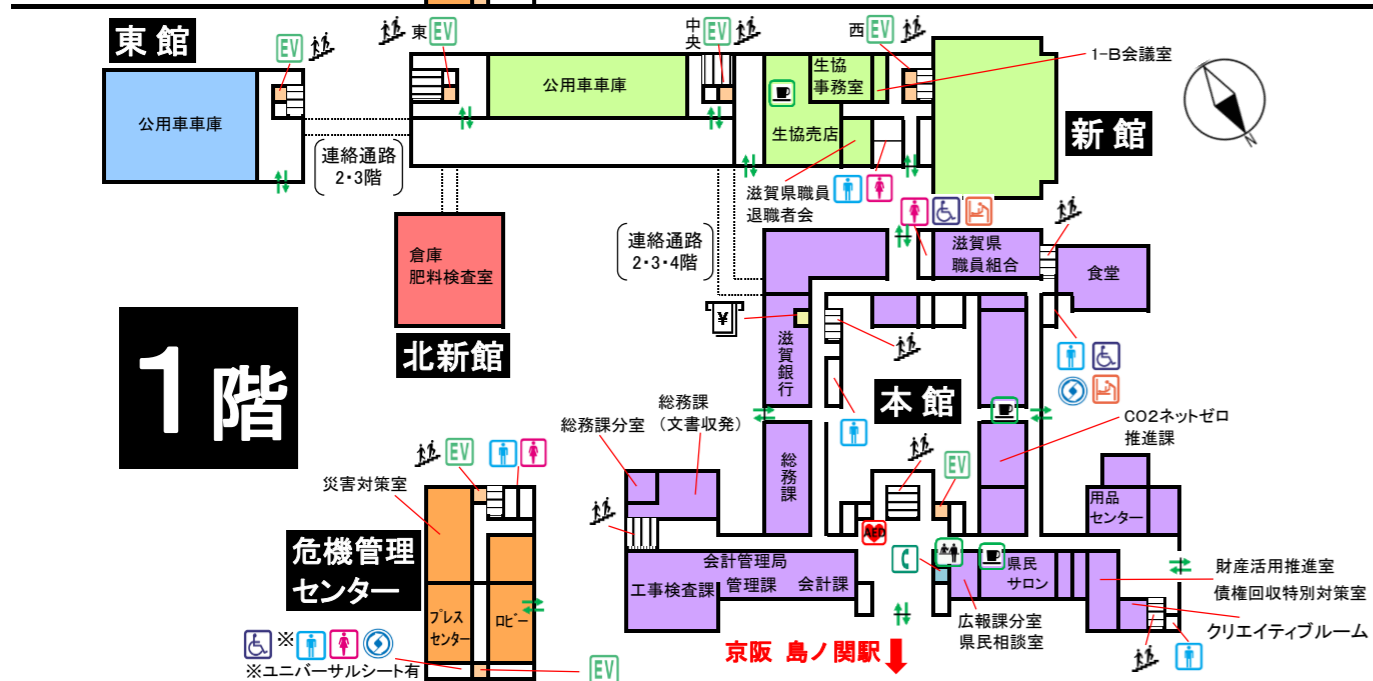 東館
EV
東
EV
中央
EV
西
EV
1-B会議室
公用車車庫
公用車車庫
生協
事務室
生協売店
新館
N
連絡通路
2・3階
滋賀県職員
退職者会
倉庫
肥料検査室
北新館
連絡通路
2・3・4階
滋賀県
職員組合
食堂
¥
滋賀銀行
本館
1階
CO2ネットゼロ
推進課
総務課分室
総務課
(文書収発)
総務課
EV
EV
災害対策室
用品
センター
AED
危機管理
センター
会計管理局
工事検査課
管理課
会計課
県民
サロン
財産活用推進室
債権回収特別対策室
プレス
センター
ロビー
広報課分室
県民相談室
クリエイティブルーム
※
※ユニバーサルシート有
EV
京阪 島ノ関駅